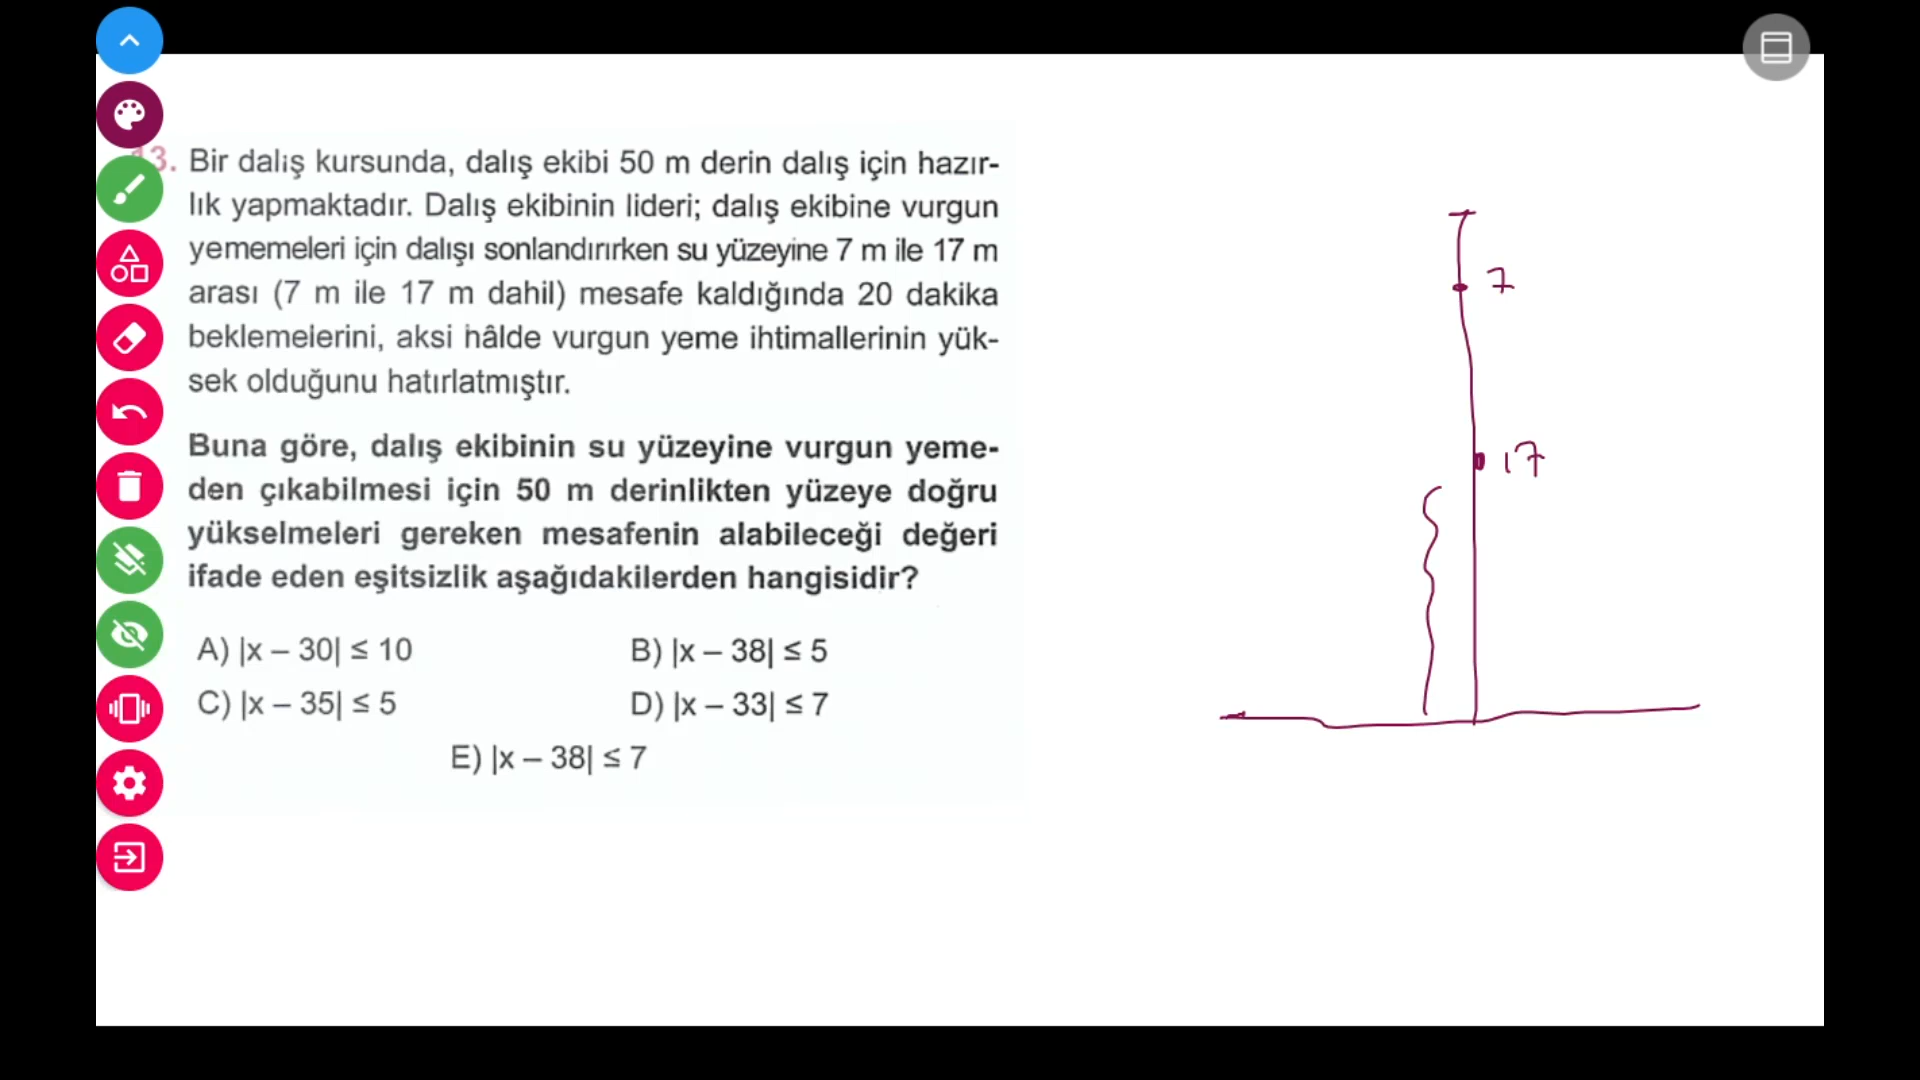 13. Bir dalış kursunda, dalış ekibi 50 m derin dalış için hazır-
lık yapmaktadır. Dalış ekibinin lideri; dalış ekibine vurgun
yememeleri için dalışı sonlandırırken su yüzeyine 7 m ile 17 m
arası (7 m ile 17 m dahil) mesafe kaldığında 20 dakika
beklemelerini, aksi hâlde vurgun yeme ihtimallerinin yük-
sek olduğunu hatırlatmıştır.
Buna göre, dalış ekibinin su yüzeyine vurgun yeme-
den çıkabilmesi için 50 m derinlikten yüzeye doğru
yükselmeleri gereken mesafenin alabileceği değeri
ifade eden eşitsizlik aşağıdakilerden hangisidir?
A) |x – 30| ≤ 10 B) |x – 38| ≤ 5
C) |x – 35| ≤ 5 D) |x – 33| ≤ 7
E) |x – 38| ≤ 7
7
17